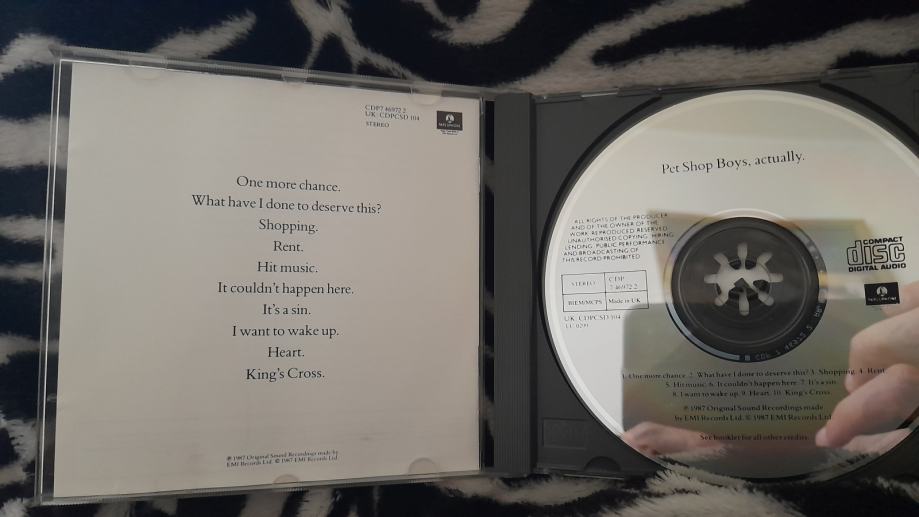 CDP7 46972 2
UK: CDPCSD 104
STEREO
One more chance.
What have I done to deserve this?
Shopping.
Rent.
Hit music.
It couldn't happen here.
It's a sin.
I want to wake up.
Heart.
King's Cross.
℗ 1987 Original Sound Recordings made by
EMI Records Ltd. © 1987 EMI Records Ltd.
Pet Shop Boys, actually.
ALL RIGHTS OF THE PRODUCER
AND OF THE OWNER OF THE
WORK REPRODUCED RESERVED
UNAUTHORISED COPYING, HIRING
LENDING, PUBLIC PERFORMANCE
AND BROADCASTING OF
THIS RECORD PROHIBITED
COMPACT
disc
DIGITAL AUDIO
STEREO
CDP
7 46972 2
BIEM/MCPS
Made in UK
UK: CDPCSD 104
1. One more chance. 2. What have I done to deserve this? 3. Shopping. 4. Rent
5. Hit music. 6. It couldn't happen here. 7. It's a sin.
8. I want to wake up. 9. Heart. 10. King's Cross.
℗ 1987 Original Sound Recordings made
by EMI Records Ltd. © 1987 EMI Records Ltd
See booklet for all other credits.